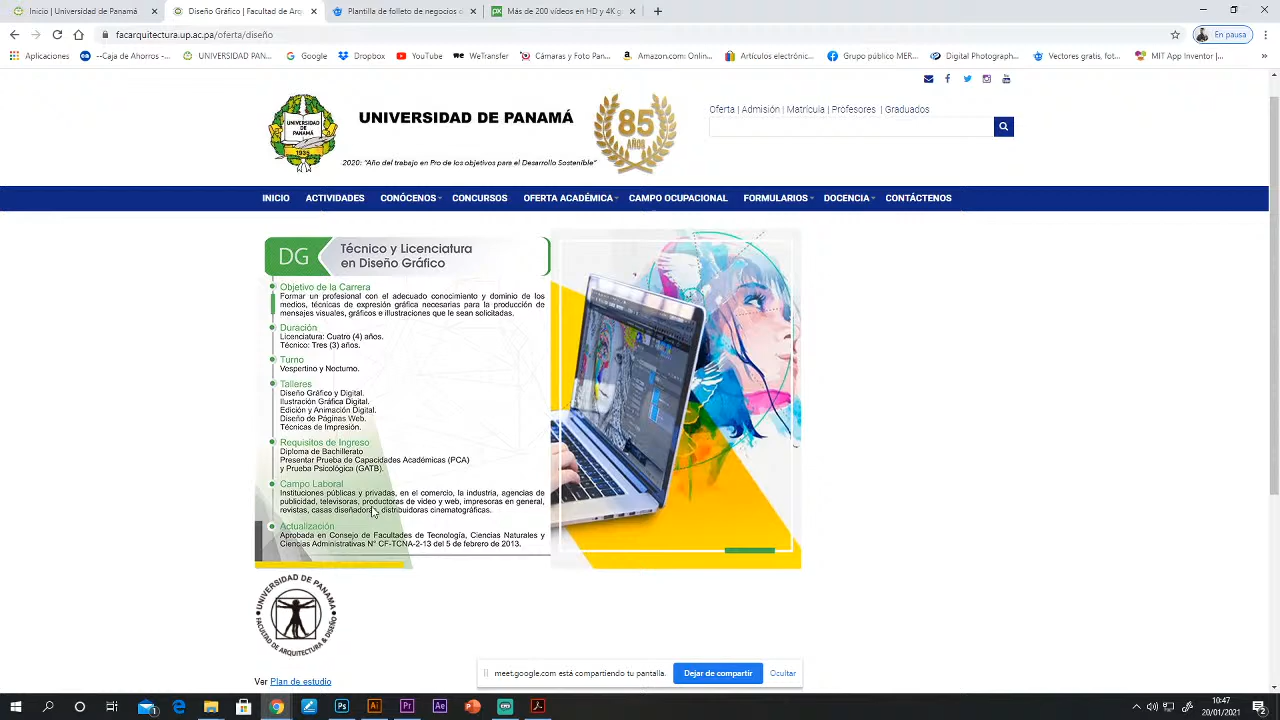 Inicio | Universidad de Panamá
Diseño Gráfico | Facultad de Arq
Plantilla de folleto de negocios c
Más de 200 vídeos en HD y 4K g
facarquitectura.up.ac.pa/oferta/diseño
En pausa
Aplicaciones
--Caja de Ahorros -...
UNIVERSIDAD PAN...
Google
Dropbox
YouTube
WeTransfer
Cámaras y Foto Pan...
Amazon.com: Onlin...
Artículos electrónic...
Grupo público MER...
Digital Photograph...
Vectores gratis, fot...
MIT App Inventor |...
UNIVERSIDAD DE PANAMÁ
1935
UNIVERSIDAD DE PANAMÁ
85
AÑOS
2020: "Año del trabajo en Pro de los objetivos para el Desarrollo Sostenible"
Oferta | Admisión | Matrícula | Profesores | Graduados
INICIO ACTIVIDADES CONÓCENOS CONCURSOS OFERTA ACADÉMICA CAMPO OCUPACIONAL FORMULARIOS DOCENCIA CONTÁCTENOS
DG
Técnico y Licenciatura
en Diseño Gráfico
Objetivo de la Carrera
Formar un profesional con el adecuado conocimiento y dominio de los
medios, técnicas de expresión gráfica necesarias para la producción de
mensajes visuales, gráficos e ilustraciones que le sean solicitadas.
Duración
Licenciatura: Cuatro (4) años.
Técnico: Tres (3) años.
Turno
Vespertino y Nocturno.
Talleres
Diseño Gráfico y Digital.
Ilustración Gráfica Digital.
Edición y Animación Digital.
Diseño de Páginas Web.
Técnicas de Impresión.
Requisitos de Ingreso
Diploma de Bachillerato
Presentar Prueba de Capacidades Académicas (PCA)
y Prueba Psicológica (GATB).
Campo Laboral
Instituciones públicas y privadas, en el comercio, la industria, agencias de
publicidad, televisoras, productoras de video y web, impresoras en general,
revistas, casas diseñadoras, distribuidoras cinematográficas.
Actualización
Aprobada en Consejo de Facultades de Tecnología, Ciencias Naturales y
Ciencias Administrativas N° CF-TCNA-2-13 del 5 de febrero de 2013.
UNIVERSIDAD DE PANAMA
FACULTAD DE ARQUITECTURA & DISEÑO
Ver Plan de estudio
meet.google.com está compartiendo tu pantalla.
Dejar de compartir
Ocultar
10:47
20/01/2021